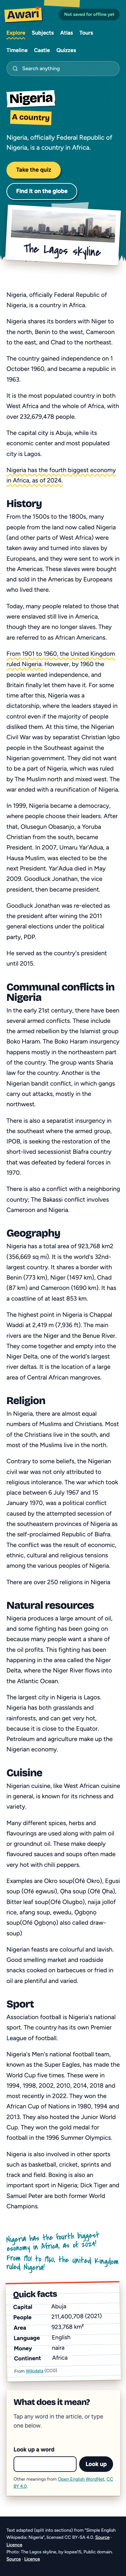 Awari
Not saved for offline yet
Explore Subjects Atlas Tours
Timeline Castle Quizzes
Search anything
Nigeria
A country
Nigeria, officially Federal Republic of
Nigeria, is a country in Africa.
Take the quiz
Find it on the globe
The Lagos skyline
Nigeria, officially Federal Republic of
Nigeria, is a country in Africa.
Nigeria shares its borders with Niger to
the north, Benin to the west, Cameroon
to the east, and Chad to the northeast.
The country gained independence on 1
October 1960, and became a republic in
1963.
It is the most populated country in both
West Africa and the whole of Africa, with
over 232,679,478 people.
The capital city is Abuja, while its
economic center and most populated
city is Lagos.
Nigeria has the fourth biggest economy
in Africa, as of 2024.
History
From the 1500s to the 1800s, many
people from the land now called Nigeria
(and other parts of West Africa) were
taken away and turned into slaves by
Europeans, and then were sent to work in
the Americas. The slaves were bought
and sold in the Americas by Europeans
who lived there.
Today, many people related to those that
were enslaved still live in America,
though they are no longer slaves. They
are referred to as African Americans.
From 1901 to 1960, the United Kingdom
ruled Nigeria. However, by 1960 the
people wanted independence, and
Britain finally let them have it. For some
time after this, Nigeria was a
dictatorship, where the leaders stayed in
control even if the majority of people
were unhappy with them. The Nigerian
Civil War was by separatist Christian Igbo
people in the Southeast against the
Nigerian government. They did not want
to be a part of Nigeria, which was ruled
by The Muslim north and mixed west. The
war ended with a reunification of Nigeria.
In 1999, Nigeria became a democracy,
where people choose their leaders. After
that, Olusegun Obasanjo, a Yoruba
Christian from the south, became
President. In 2007, Umaru Yar'Adua, a
Hausa Muslim, was elected to be the
next President. Yar'Adua died in May
2009. Goodluck Jonathan, the vice
president, then became president.
Goodluck Jonathan was re-elected as
the president after winning the 2011
general elections under the political
party, PDP.
He served as the country's president
until 2015.
Communal conflicts in
Nigeria
In the early 21st century, there have been
several armed conflicts. These include
the armed rebellion by the Islamist group
Boko Haram. The Boko Haram insurgency
happens mostly in the northeastern part
of the country. The group wants Sharia
law for the country. Another is the
Nigerian bandit conflict, in which gangs
carry out attacks, mostly in the
northwest.
There is also a separatist insurgency in
the southeast where the armed group,
IPOB, is seeking the restoration of the
short-lived secessionist Biafra country
that was defeated by federal forces in
1970.
There is also a conflict with a neighboring
country; The Bakassi conflict involves
Cameroon and Nigeria.
Geography
Nigeria has a total area of 923,768 km2
(356,669 sq mi). It is the world's 32nd-
largest country. It are a border with
Benin (773 km), Niger (1497 km), Chad
(87 km) and Cameroon (1690 km). It has
a coastline of at least 853 km.
The highest point in Nigeria is Chappal
Waddi at 2,419 m (7,936 ft). The main
rivers are the Niger and the Benue River.
They come together and empty into the
Niger Delta, one of the world's largest
river deltas. It is the location of a large
area of Central African mangroves.
Religion
In Nigeria, there are almost equal
numbers of Muslims and Christians. Most
of the Christians live in the South, and
most of the Muslims live in the North.
Contrary to some beliefs, the Nigerian
civil war was not only attributed to
religious intolerance. The war which took
place between 6 July 1967 and 15
January 1970, was a political conflict
caused by the attempted secession of
the southeastern provinces of Nigeria as
the self-proclaimed Republic of Biafra.
The conflict was the result of economic,
ethnic, cultural and religious tensions
among the various peoples of Nigeria.
There are over 250 religions in Nigeria
Natural resources
Nigeria produces a large amount of oil,
and some fighting has been going on
because many people want a share of
the oil profits. This fighting has been
happening in the area called the Niger
Delta, where the Niger River flows into
the Atlantic Ocean.
The largest city in Nigeria is Lagos.
Nigeria has both grasslands and
rainforests, and can get very very hot,
because it is close to the Equator.
Petroleum and agriculture make up the
Nigerian economy.
Cuisine
Nigerian cuisine, like West African cuisine
in general, is known for its richness and
variety.
Many different spices, herbs and
flavourings are used along with palm oil
or groundnut oil. These make deeply
flavoured sauces and soups often made
very hot with chili peppers.
Nigerian feasts are colourful and lavish.
Good smelling market and roadside
snacks cooked on barbecues or fried in
oil are plentiful and varied.
Sport
Association football is Nigeria's national
sport. The country has its own Premier
League of football.
Nigeria's Men's national football team,
known as the Super Eagles, has made the
World Cup five times. These were in
1994, 1998, 2002, 2010, 2014, 2018 and
most recently in 2022. They won the
African Cup of Nations in 1980, 1994 and
2013. They also hosted the Junior World
Cup. They won the gold medal for
football in the 1996 Summer Olympics.
Nigeria is also involved in other sports
such as basketball, cricket, sprints and
track and field. Boxing is also an
important sport in Nigeria; Dick Tiger and
Samuel Peter are both former World
Champions.
Nigeria has the fourth biggest
economy in Africa, as of 2024!
From 1901 to 1960, the United Kingdom
ruled Nigeria!
Quick facts
Capital Abuja
People 211,400,708 (2021)
Area 923,768 km²
Language English
Money naira
Continent Africa
From Wikidata (CC0)
What does it mean?
Tap any word in the article, or type
one below.
Look up a word
Look up
Other meanings from Open English WordNet, CC
BY 4.0.
Text adapted (split into sections) from "Simple English
Wikipedia: Nigeria", licensed CC BY-SA 4.0. Source ·
Licence
Photo: The Lagos skyline, by kopaxe15, Public domain.
Source · Licence